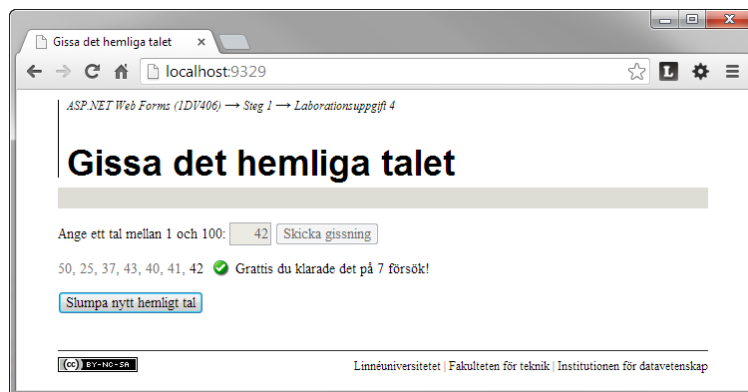 Gissa det hemliga talet
localhost:9329
ASP.NET Web Forms (1DV406) → Steg 1 → Laborationsuppgift 4
Gissa det hemliga talet
Ange ett tal mellan 1 och 100: 42 Skicka gissning
50, 25, 37, 43, 40, 41, 42 Grattis du klarade det på 7 försök!
Slumpa nytt hemligt tal
(cc) BY-NC-SA Linnéuniversitetet | Fakulteten för teknik | Institutionen för datavetenskap